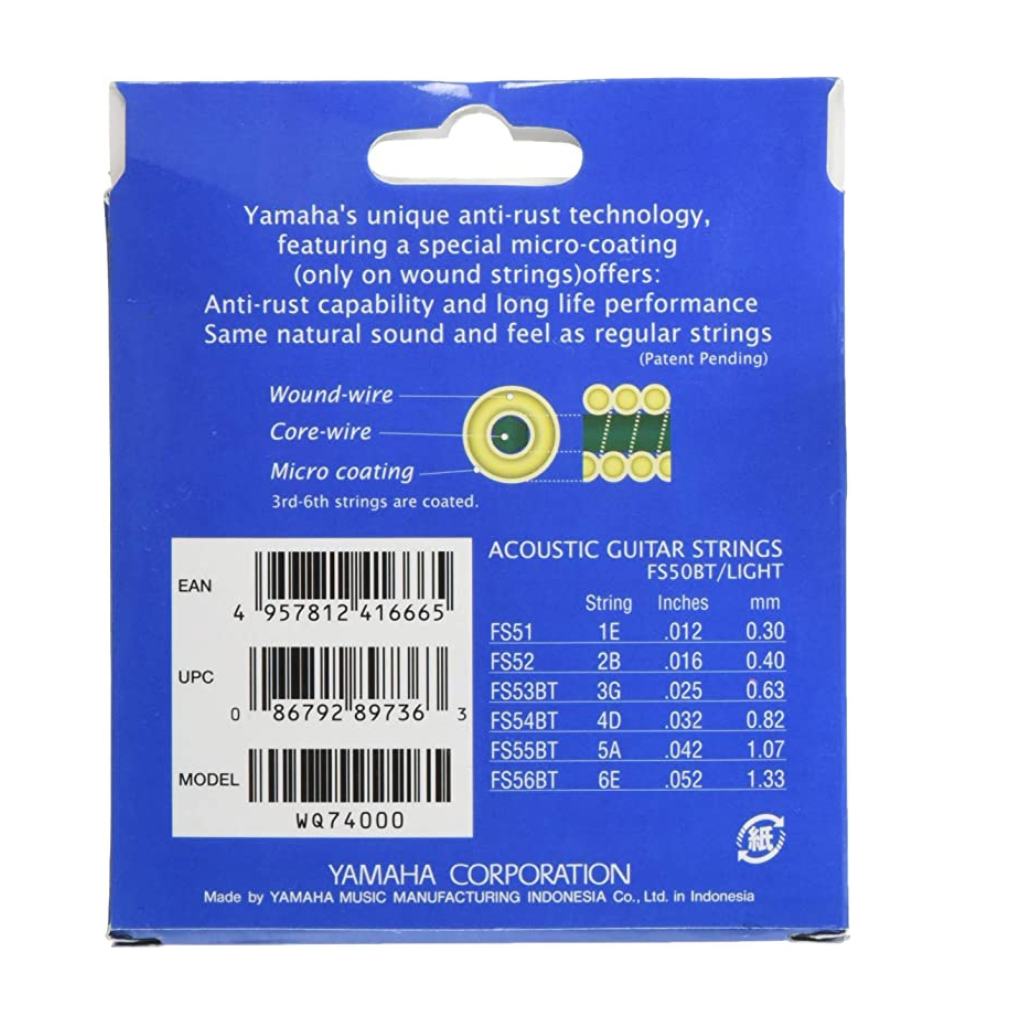 Yamaha's unique anti-rust technology,
featuring a special micro-coating
(only on wound strings)offers:
Anti-rust capability and long life performance
Same natural sound and feel as regular strings
(Patent Pending)
Wound-wire
Core-wire
Micro coating
3rd-6th strings are coated.
EAN
4 957812 416665
UPC
0 86792 89736 3
MODEL
WQ74000
ACOUSTIC GUITAR STRINGS
FS50BT/LIGHT
String Inches mm
FS51 1E .012 0.30
FS52 2B .016 0.40
FS53BT 3G .025 0.63
FS54BT 4D .032 0.82
FS55BT 5A .042 1.07
FS56BT 6E .052 1.33
紙
YAMAHA CORPORATION
Made by YAMAHA MUSIC MANUFACTURING INDONESIA Co., Ltd. in Indonesia